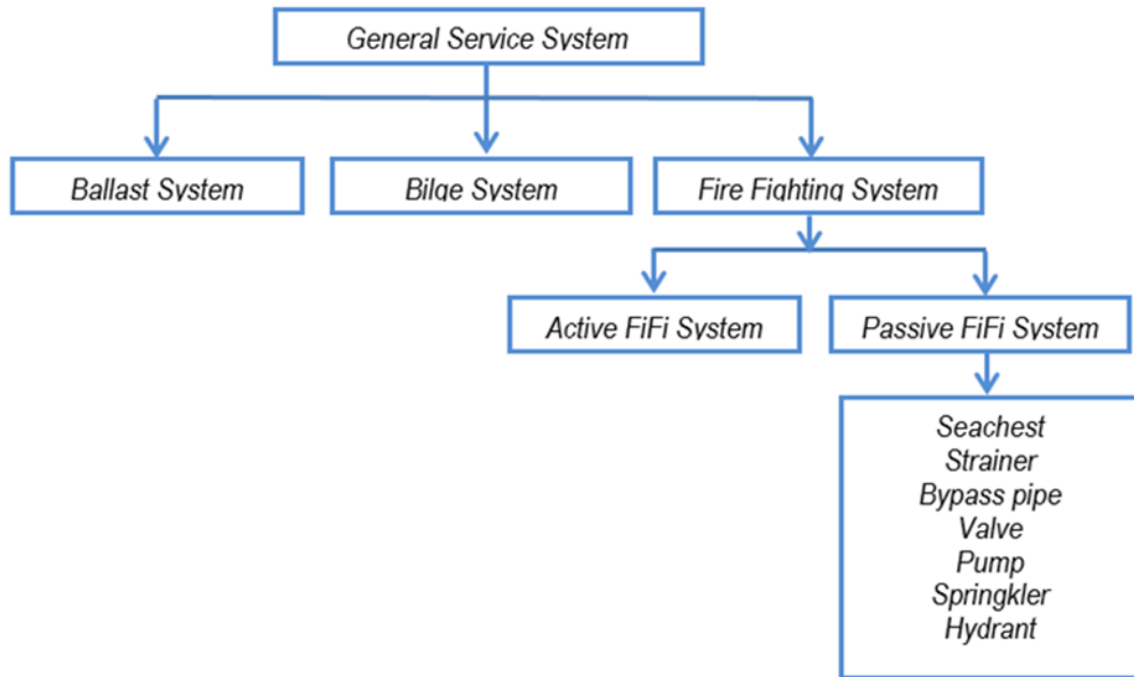 General Service System
Ballast System
Bilge System
Fire Fighting System
Active FiFi System
Passive FiFi System
Seachest
Strainer
Bypass pipe
Valve
Pump
Springkler
Hydrant